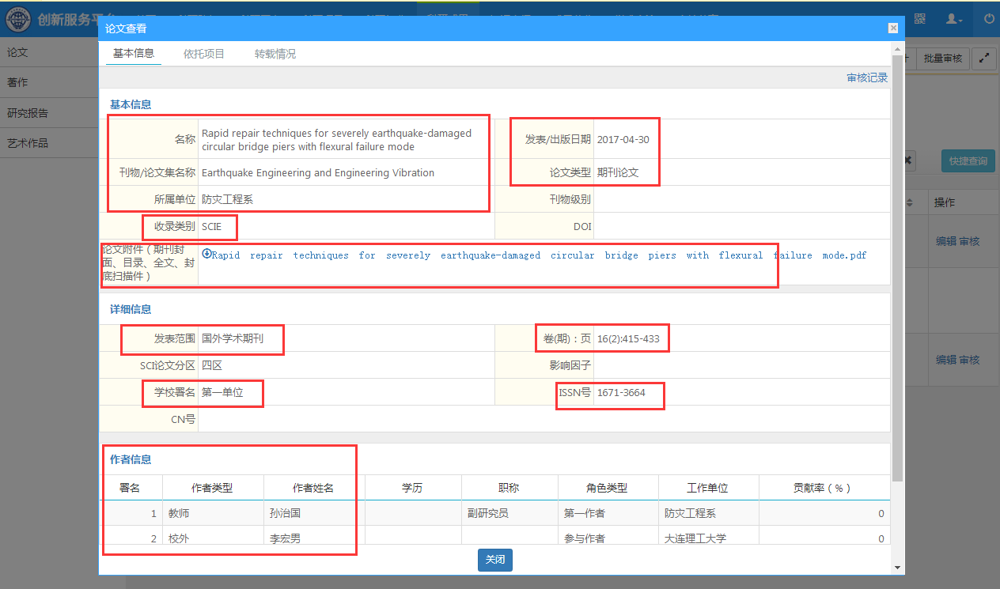 创新服务平台
论文查看
论文
著作
研究报告
艺术作品
基本信息 依托项目 转载情况
批量审核
审核记录
基本信息
名称 Rapid repair techniques for severely earthquake-damaged
circular bridge piers with flexural failure mode
发表/出版日期 2017-04-30
刊物/论文集名称 Earthquake Engineering and Engineering Vibration
论文类型 期刊论文
所属单位 防灾工程系
刊物级别
收录类别 SCIE
DOI
论文附件(期刊封
面、目录、全文、封
底扫描件)
Rapid repair techniques for severely earthquake-damaged circular bridge piers with flexural failure mode.pdf
快捷查询
操作
编辑 审核
编辑 审核
详细信息
发表范围 国外学术期刊
卷(期):页 16(2):415-433
SCI论文分区 四区
影响因子
学校署名 第一单位
ISSN号 1671-3664
CN号
作者信息
署名 作者类型 作者姓名 学历 职称 角色类型 工作单位 贡献率(%)
1 教师 孙治国 副研究员 第一作者 防灾工程系 0
2 校外 李宏男 参与作者 大连理工大学 0
关闭